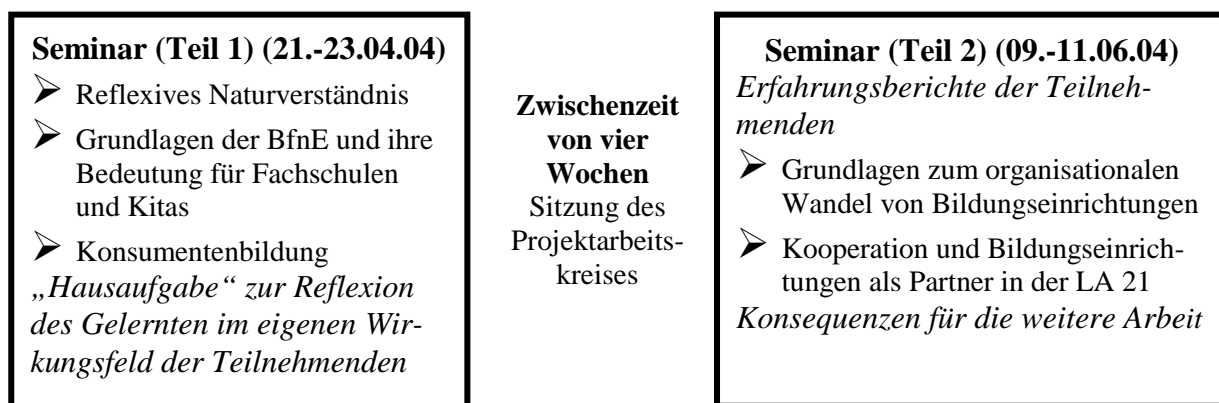 Seminar (Teil 1) (21.-23.04.04)
➢ Reflexives Naturverständnis
➢ Grundlagen der BfnE und ihre
Bedeutung für Fachschulen
und Kitas
➢ Konsumentenbildung
„Hausaufgabe“ zur Reflexion
des Gelernten im eigenen Wir-
kungsfeld der Teilnehmenden
Zwischenzeit
von vier
Wochen
Sitzung des
Projektarbeits-
kreises
Seminar (Teil 2) (09.-11.06.04)
Erfahrungsberichte der Teilneh-
menden
➢ Grundlagen zum organisationalen
Wandel von Bildungseinrichtungen
➢ Kooperation und Bildungseinrich-
tungen als Partner in der LA 21
Konsequenzen für die weitere Arbeit